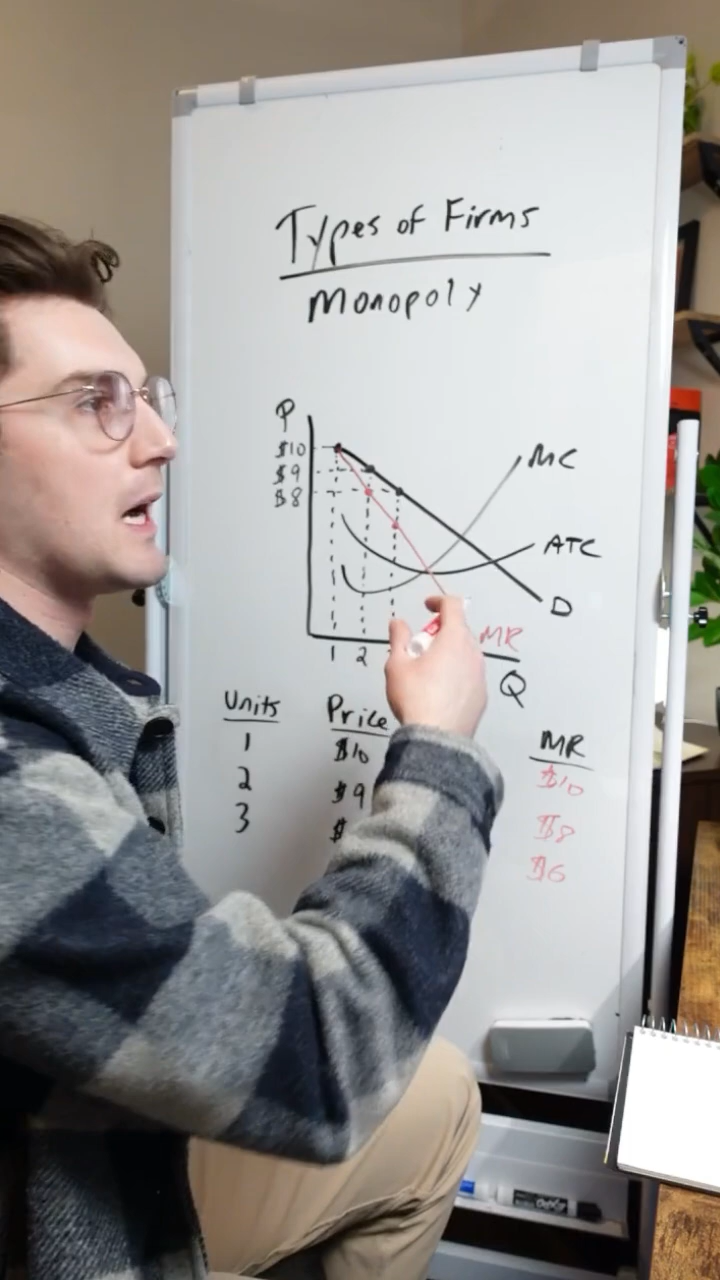 Types of Firms
Monopoly
P
$10
$9
$8
MC
ATC
D
MR
1 2
Q
Units Price MR
1 $10 $10
2 $9 $8
3 $ $6